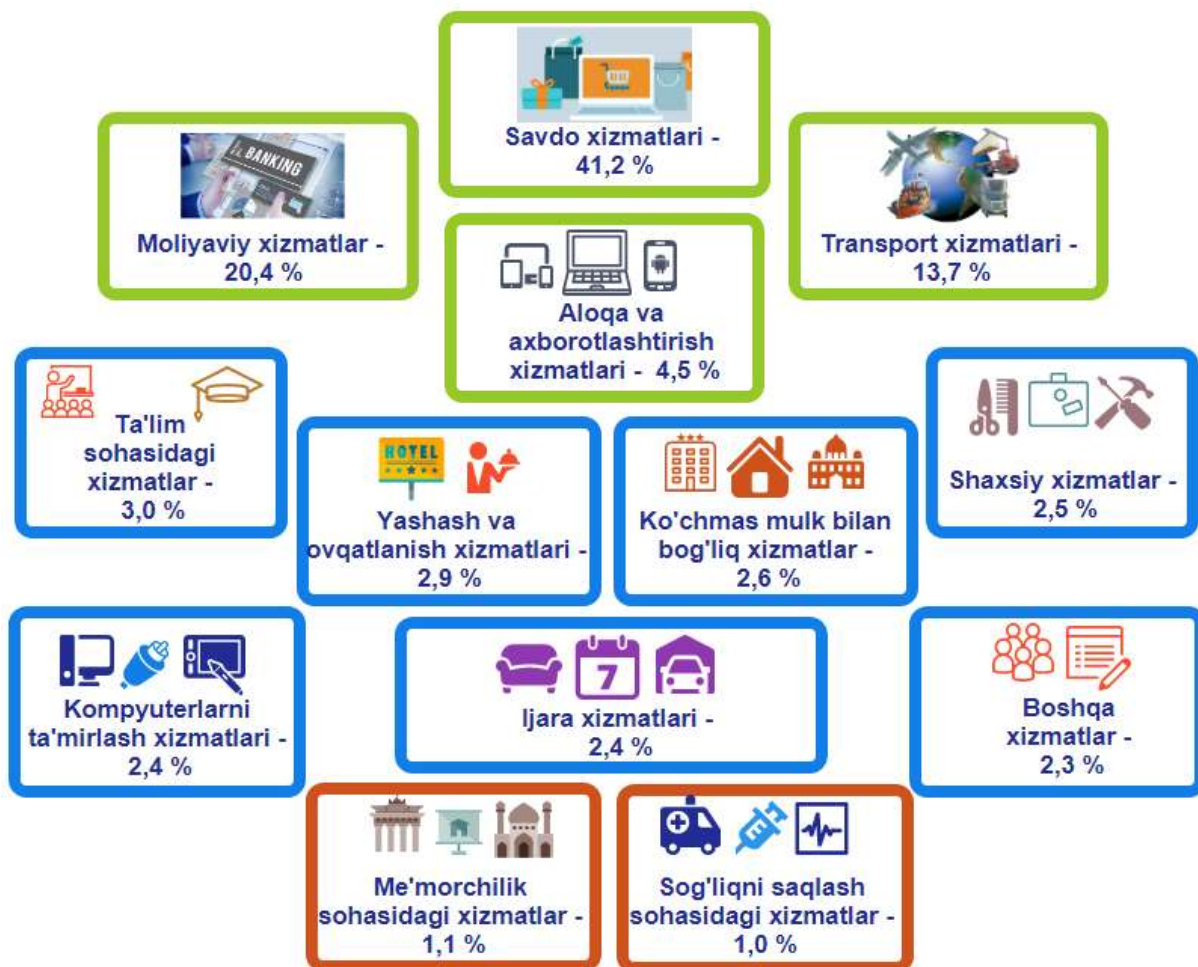 Savdo xizmatlari -
41,2 %
BANKING
Moliyaviy xizmatlar -
20,4 %
Transport xizmatlari -
13,7 %
Aloqa va
axborotlashtirish
xizmatlari - 4,5 %
Ta'lim
sohasidagi
xizmatlar -
3,0 %
HOTEL
Yashash va
ovqatlanish xizmatlari -
2,9 %
Ko'chmas mulk bilan
bog'liq xizmatlar -
2,6 %
Shaxsiy xizmatlar -
2,5 %
Kompyuterlarni
ta'mirlash xizmatlari -
2,4 %
7
Ijara xizmatlari -
2,4 %
Boshqa
xizmatlar -
2,3 %
Me'morchilik
sohasidagi xizmatlar -
1,1 %
Sog'liqni saqlash
sohasidagi xizmatlar -
1,0 %